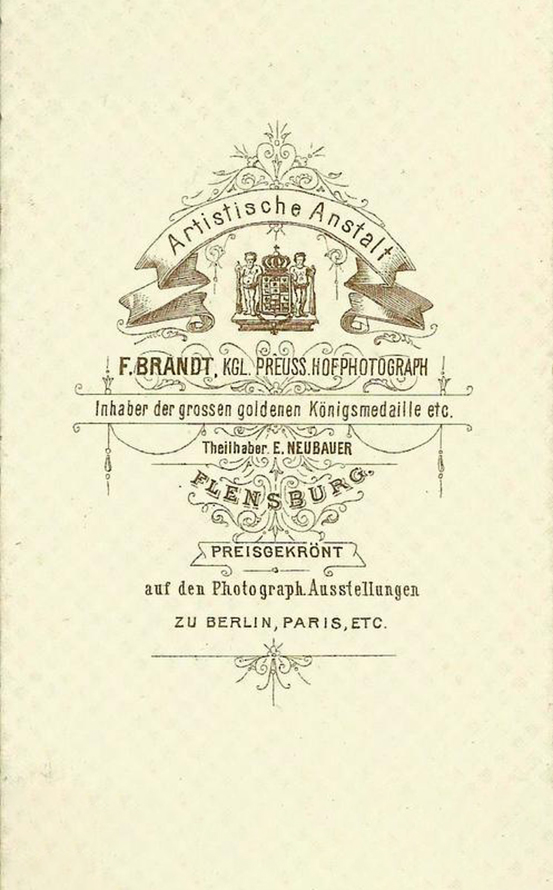 Artistische Anstalt
F. BRANDT, KGL. PREUSS. HOFPHOTOGRAPH
Inhaber der grossen goldenen Königsmedaille etc.
Theilhaber E. NEUBAUER
FLENSBURG.
PREISGEKRÖNT
auf den Photograph. Ausstellungen
ZU BERLIN, PARIS, ETC.